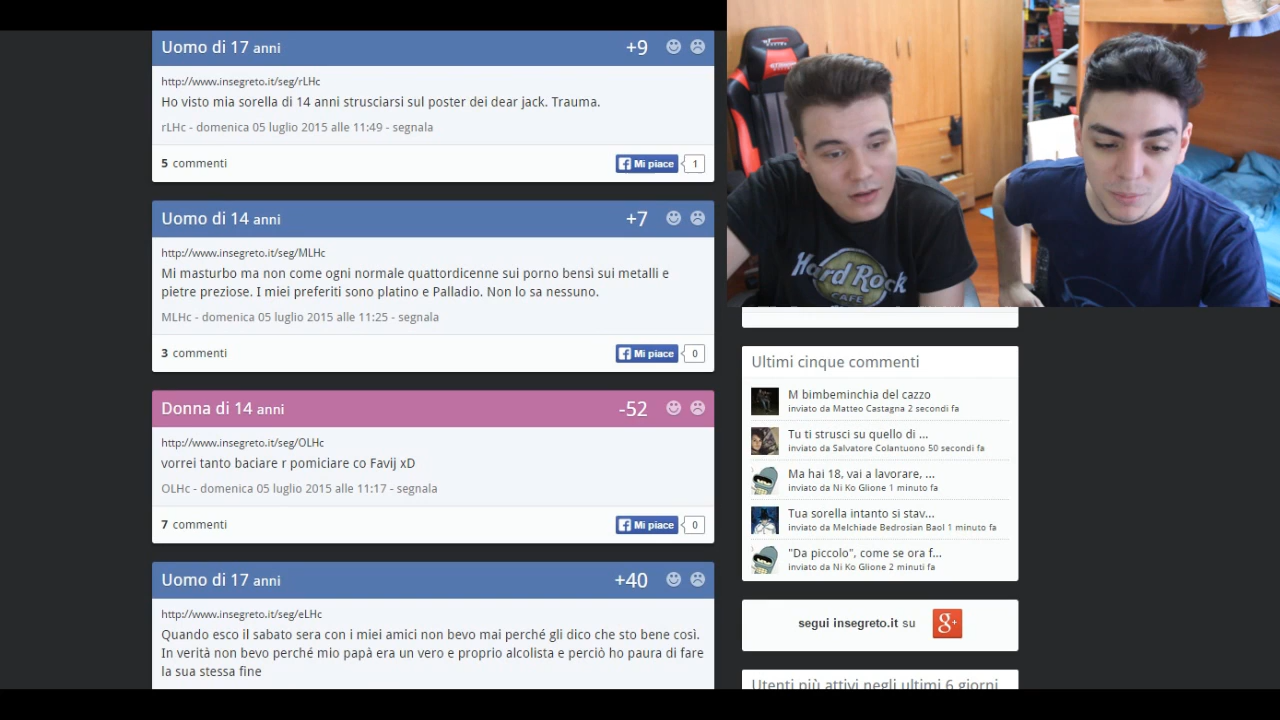 Uomo di 17 anni
+9
http://www.insegreto.it/seg/rLHc
Ho visto mia sorella di 14 anni strusciarsi sul poster dei dear jack. Trauma.
rLHc - domenica 05 luglio 2015 alle 11:49 - segnala
5 commenti
Mi piace
1
Uomo di 14 anni
+7
http://www.insegreto.it/seg/MLHc
Mi masturbo ma non come ogni normale quattordicenne sui porno bensì sui metalli e
pietre preziose. I miei preferiti sono platino e Palladio. Non lo sa nessuno.
MLHc - domenica 05 luglio 2015 alle 11:25 - segnala
3 commenti
Mi piace
0
Donna di 14 anni
-52
http://www.insegreto.it/seg/OLHc
vorrei tanto baciare r pomiciare co Favij xD
OLHc - domenica 05 luglio 2015 alle 11:17 - segnala
7 commenti
Mi piace
0
Uomo di 17 anni
+40
http://www.insegreto.it/seg/eLHc
Quando esco il sabato sera con i miei amici non bevo mai perché gli dico che sto bene così.
In verità non bevo perché mio papà era un vero e proprio alcolista e perciò ho paura di fare
la sua stessa fine
Hard Rock
CAFE
Ultimi cinque commenti
M bimbeminchia del cazzo
inviato da Matteo Castagna 2 secondi fa
Tu ti strusci su quello di ...
inviato da Salvatore Colantuono 50 secondi fa
Ma hai 18, vai a lavorare, ...
inviato da Ni Ko Glione 1 minuto fa
Tua sorella intanto si stav...
inviato da Melchiade Bedrosian Baol 1 minuto fa
"Da piccolo", come se ora f...
inviato da Ni Ko Glione 2 minuti fa
segui insegreto.it su
g+
Utenti più attivi negli ultimi 6 giorni